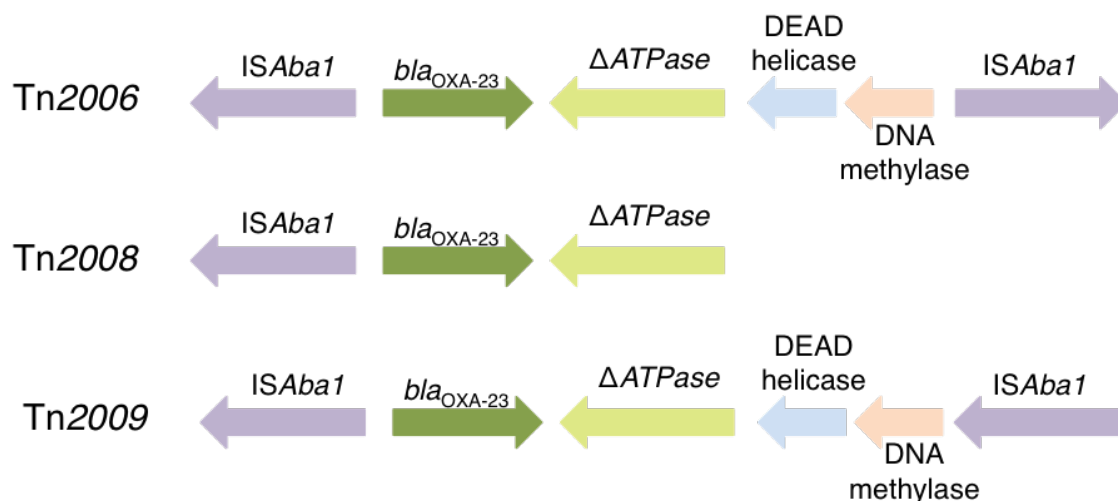 Tn2006
ISAba1
blaOXA-23
ΔATPase
DEAD
helicase
DNA
methylase
ISAba1
Tn2008
ISAba1
blaOXA-23
ΔATPase
Tn2009
ISAba1
blaOXA-23
ΔATPase
DEAD
helicase
DNA
methylase
ISAba1